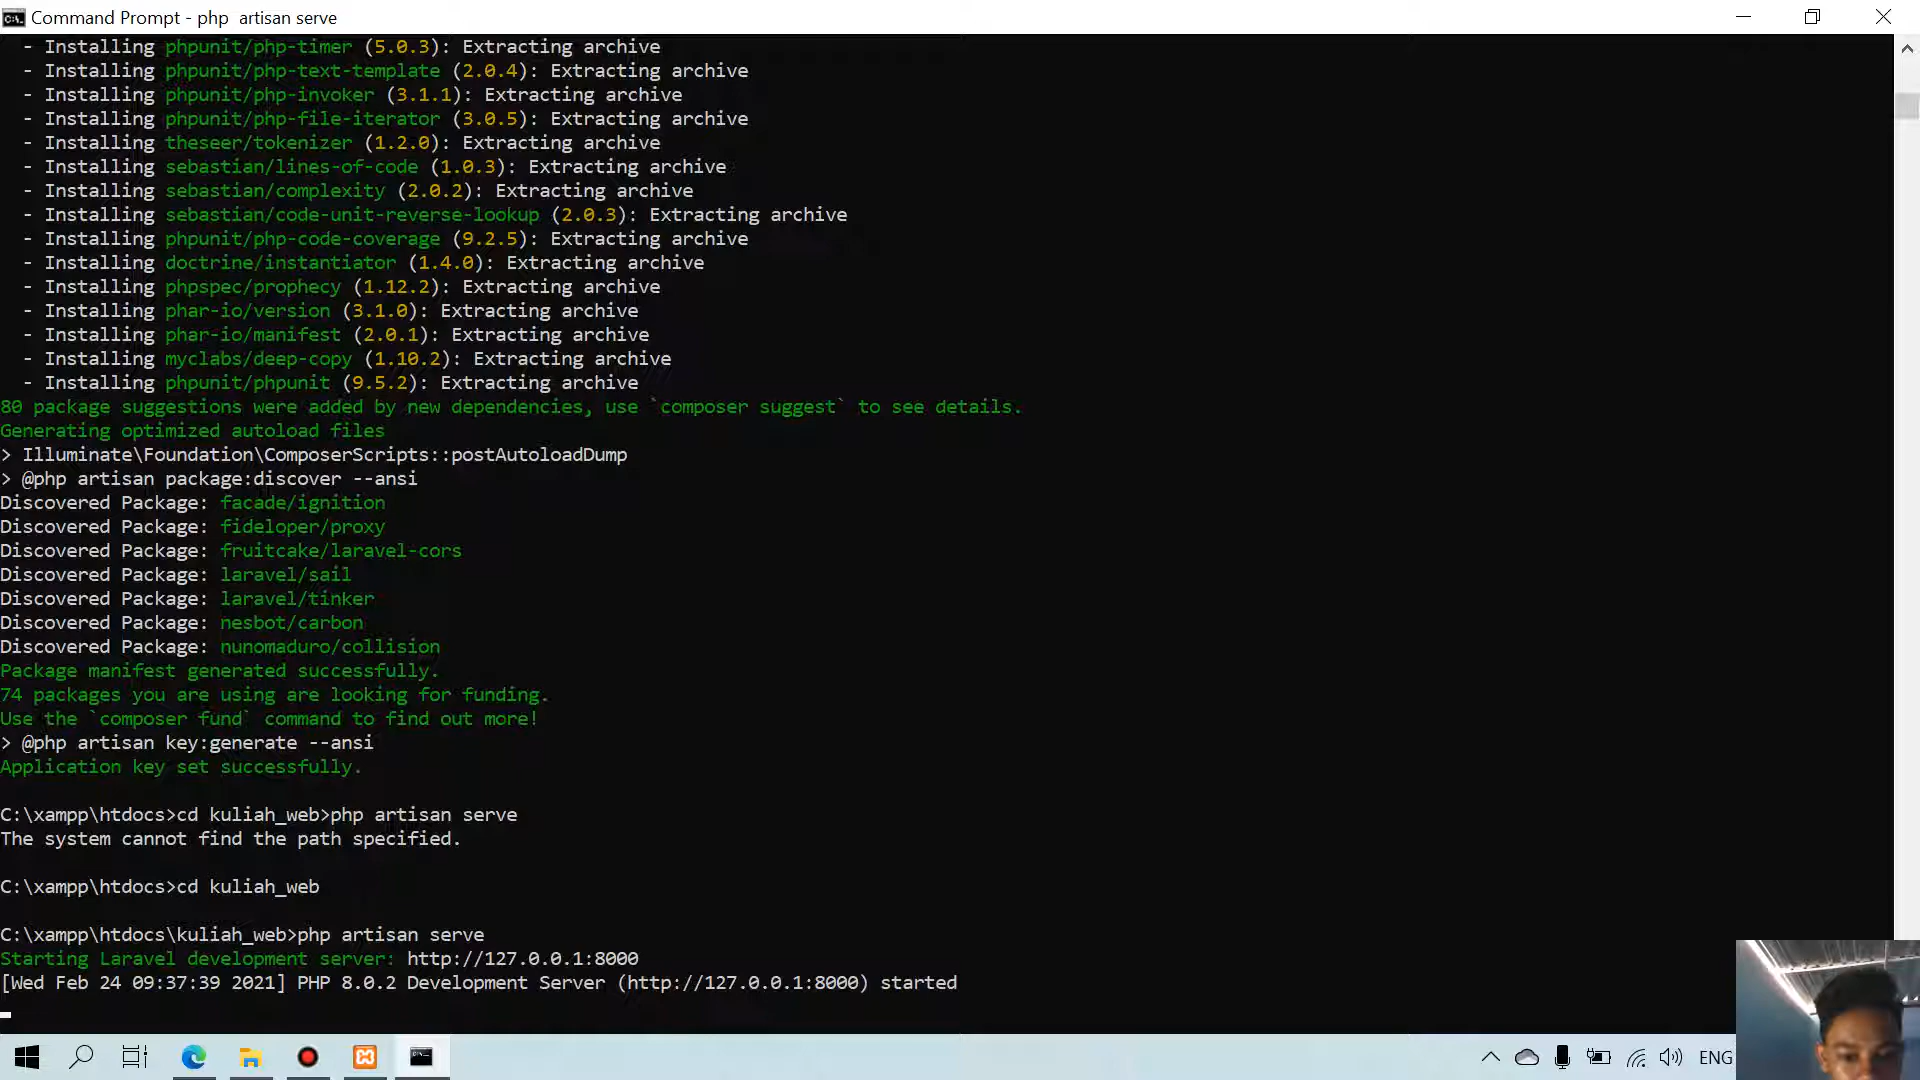 Command Prompt - php  artisan serve
- Installing phpunit/php-timer (5.0.3): Extracting archive
- Installing phpunit/php-text-template (2.0.4): Extracting archive
- Installing phpunit/php-invoker (3.1.1): Extracting archive
- Installing phpunit/php-file-iterator (3.0.5): Extracting archive
- Installing theseer/tokenizer (1.2.0): Extracting archive
- Installing sebastian/lines-of-code (1.0.3): Extracting archive
- Installing sebastian/complexity (2.0.2): Extracting archive
- Installing sebastian/code-unit-reverse-lookup (2.0.3): Extracting archive
- Installing phpunit/php-code-coverage (9.2.5): Extracting archive
- Installing doctrine/instantiator (1.4.0): Extracting archive
- Installing phpspec/prophecy (1.12.2): Extracting archive
- Installing phar-io/version (3.1.0): Extracting archive
- Installing phar-io/manifest (2.0.1): Extracting archive
- Installing myclabs/deep-copy (1.10.2): Extracting archive
- Installing phpunit/phpunit (9.5.2): Extracting archive
80 package suggestions were added by new dependencies, use `composer suggest` to see details.
Generating optimized autoload files
> Illuminate\Foundation\ComposerScripts::postAutoloadDump
> @php artisan package:discover --ansi
Discovered Package: facade/ignition
Discovered Package: fideloper/proxy
Discovered Package: fruitcake/laravel-cors
Discovered Package: laravel/sail
Discovered Package: laravel/tinker
Discovered Package: nesbot/carbon
Discovered Package: nunomaduro/collision
Package manifest generated successfully.
74 packages you are using are looking for funding.
Use the `composer fund` command to find out more!
> @php artisan key:generate --ansi
Application key set successfully.
C:\xampp\htdocs>cd kuliah_web>php artisan serve
The system cannot find the path specified.
C:\xampp\htdocs>cd kuliah_web
C:\xampp\htdocs\kuliah_web>php artisan serve
Starting Laravel development server: http://127.0.0.1:8000
[Wed Feb 24 09:37:39 2021] PHP 8.0.2 Development Server (http://127.0.0.1:8000) started
ENG